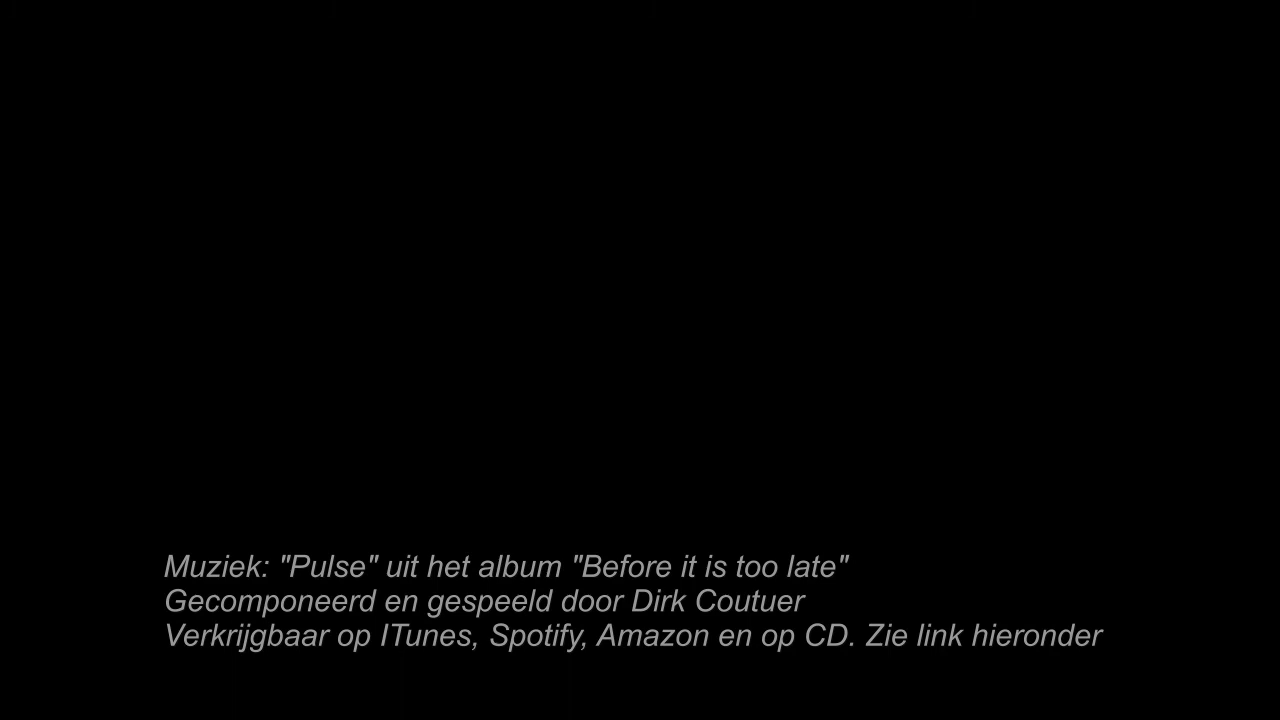 Muziek: "Pulse" uit het album "Before it is too late"
Gecomponeerd en gespeeld door Dirk Coutuer
Verkrijgbaar op ITunes, Spotify, Amazon en op CD. Zie link hieronder